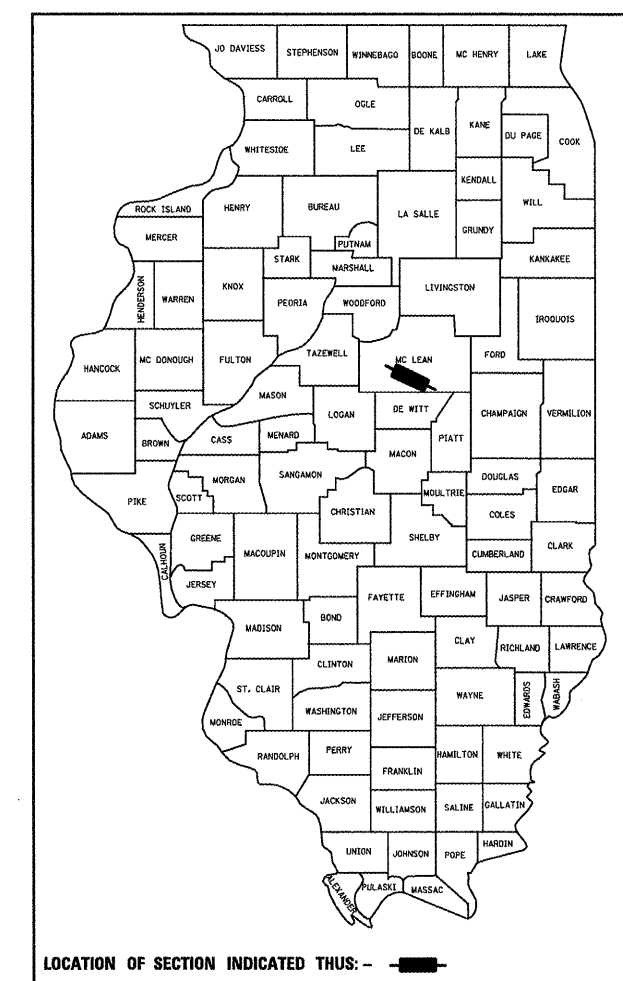 JO DAVIESS STEPHENSON WINNEBAGO BOONE MC HENRY LAKE
CARROLL OGLE DE KALB KANE DU PAGE COOK
WHITESIDE LEE KENDALL WILL
ROCK ISLAND HENRY BUREAU LA SALLE GRUNDY
MERCER PUTNAM KANKAKEE
HENDERSON WARREN KNOX STARK MARSHALL LIVINGSTON IROQUOIS
PEORIA WOODFORD
HANCOCK MC DONOUGH FULTON TAZEWELL MC LEAN FORD
SCHUYLER MASON LOGAN DE WITT CHAMPAIGN VERMILION
ADAMS BROWN CASS MENARD MACON PIATT
PIKE SCOTT MORGAN SANGAMON CHRISTIAN MOULTRIE DOUGLAS EDGAR
COLES
CALHOUN GREENE MACOUPIN MONTGOMERY SHELBY CUMBERLAND CLARK
JERSEY
MADISON BOND FAYETTE EFFINGHAM JASPER CRAWFORD
CLINTON MARION CLAY RICHLAND LAWRENCE
ST. CLAIR WASHINGTON JEFFERSON WAYNE EDWARDS WABASH
MONROE
RANDOLPH PERRY FRANKLIN HAMILTON WHITE
JACKSON WILLIAMSON SALINE GALLATIN
UNION JOHNSON POPE HARDIN
ALEXANDER PULASKI MASSAC
LOCATION OF SECTION INDICATED THUS: -